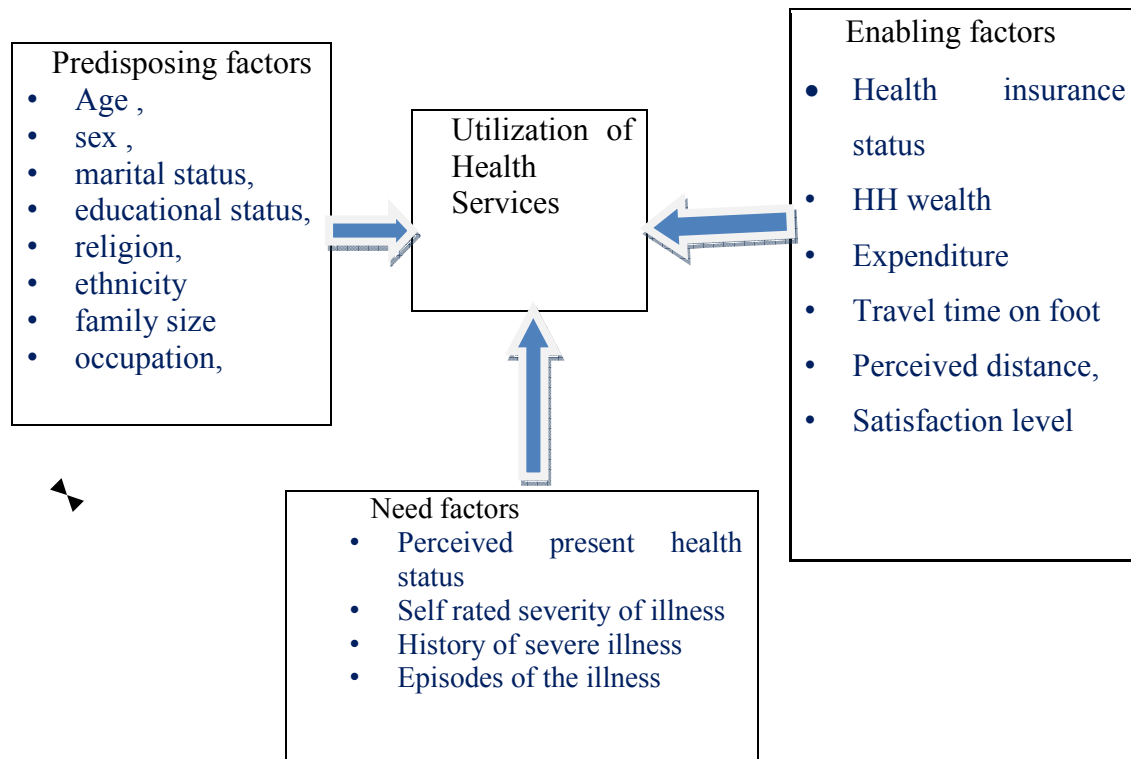 Predisposing factors
• Age ,
• sex ,
• marital status,
• educational status,
• religion,
• ethnicity
• family size
• occupation,
Utilization of
Health
Services
Enabling factors
• Health insurance
status
• HH wealth
• Expenditure
• Travel time on foot
• Perceived distance,
• Satisfaction level
Need factors
• Perceived present health
status
• Self rated severity of illness
• History of severe illness
• Episodes of the illness